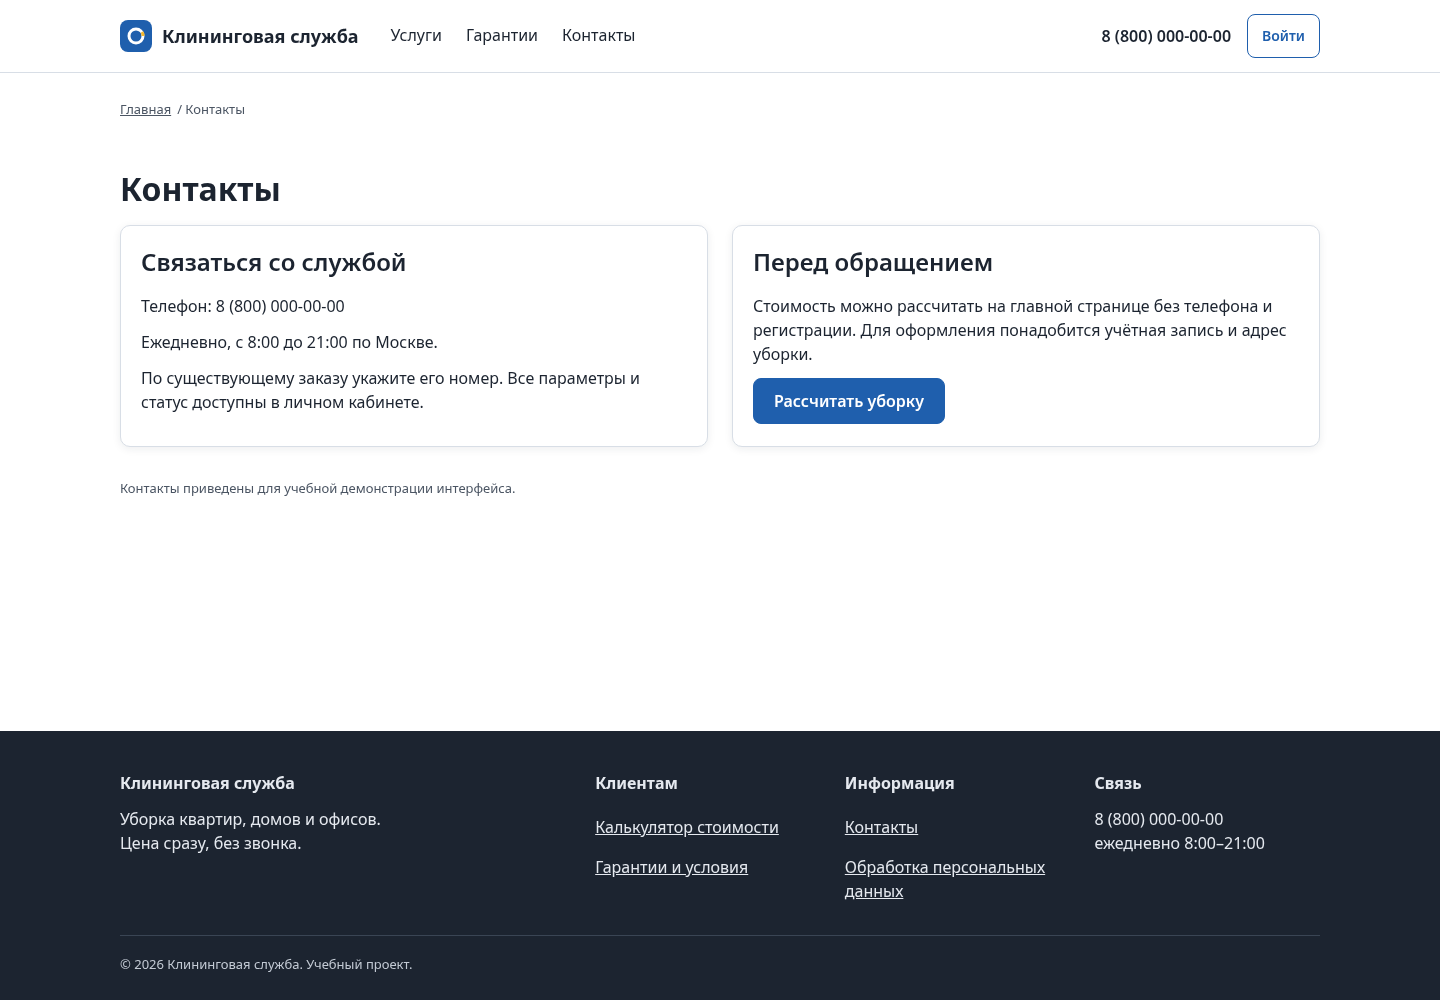 Клининговая служба
Услуги
Гарантии
Контакты
8 (800) 000-00-00
Войти
Главная / Контакты
Контакты
Связаться со службой
Телефон: 8 (800) 000-00-00
Ежедневно, с 8:00 до 21:00 по Москве.
По существующему заказу укажите его номер. Все параметры и
статус доступны в личном кабинете.
Перед обращением
Стоимость можно рассчитать на главной странице без телефона и
регистрации. Для оформления понадобится учётная запись и адрес
уборки.
Рассчитать уборку
Контакты приведены для учебной демонстрации интерфейса.
Клининговая служба
Уборка квартир, домов и офисов.
Цена сразу, без звонка.
Клиентам
Калькулятор стоимости
Гарантии и условия
Информация
Контакты
Обработка персональных
данных
Связь
8 (800) 000-00-00
ежедневно 8:00–21:00
© 2026 Клининговая служба. Учебный проект.